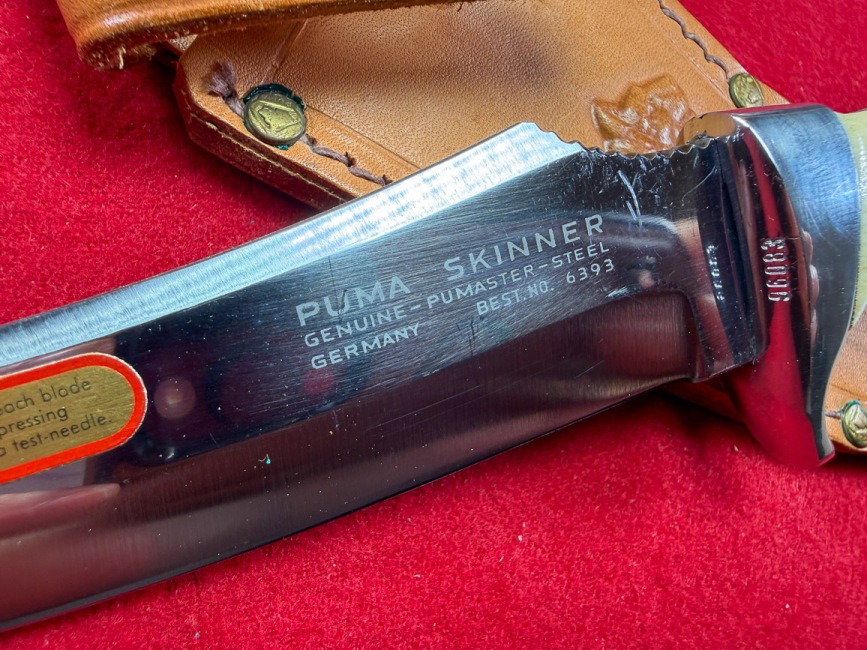 PUMA SKINNER
GENUINE-PUMASTER-STEEL
GERMANY BEST.NO. 6393
96083
each blade
pressing
a test-needle.